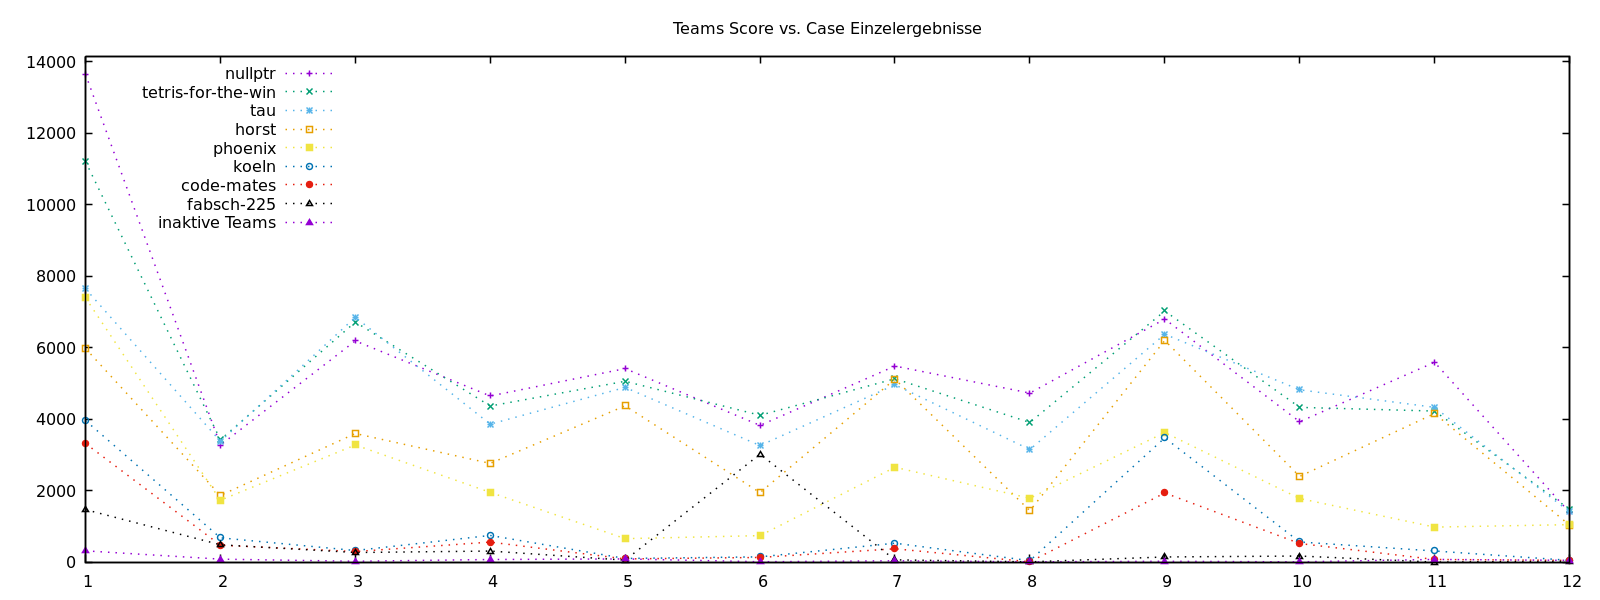 Teams Score vs. Case Einzelergebnisse
14000
12000
10000
8000
6000
4000
2000
0
nullptr
tetris-for-the-win
tau
horst
phoenix
koeln
code-mates
fabsch-225
inaktive Teams
1 2 3 4 5 6 7 8 9 10 11 12